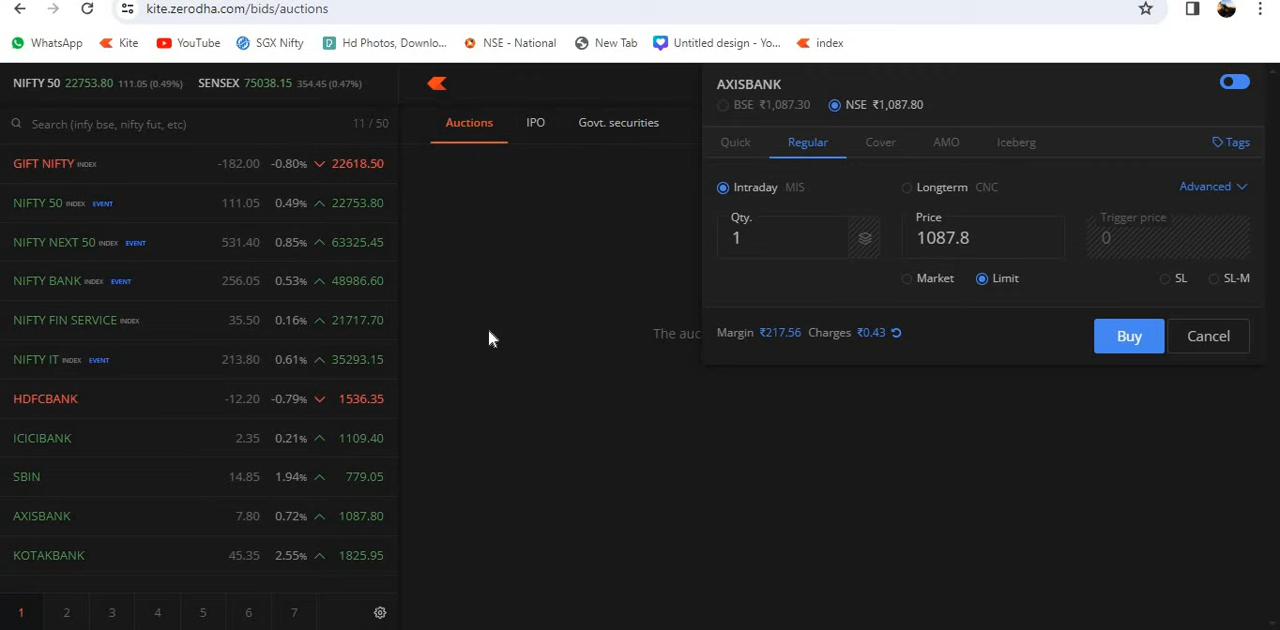 kite.zerodha.com/bids/auctions
WhatsApp Kite YouTube SGX Nifty Hd Photos, Downlo... NSE - National New Tab Untitled design - Yo... index
NIFTY 50 22753.80 111.05 (0.49%) SENSEX 75038.15 354.45 (0.47%)
Search (infy bse, nifty fut, etc) 11 / 50
GIFT NIFTY INDEX -182.00 -0.80% 22618.50
NIFTY 50 INDEX EVENT 111.05 0.49% 22753.80
NIFTY NEXT 50 INDEX EVENT 531.40 0.85% 63325.45
NIFTY BANK INDEX EVENT 256.05 0.53% 48986.60
NIFTY FIN SERVICE INDEX 35.50 0.16% 21717.70
NIFTY IT INDEX EVENT 213.80 0.61% 35293.15
HDFCBANK -12.20 -0.79% 1536.35
ICICIBANK 2.35 0.21% 1109.40
SBIN 14.85 1.94% 779.05
AXISBANK 7.80 0.72% 1087.80
KOTAKBANK 45.35 2.55% 1825.95
1 2 3 4 5 6 7
Auctions IPO Govt. securities
The auc
AXISBANK
BSE ₹1,087.30 NSE ₹1,087.80
Quick Regular Cover AMO Iceberg Tags
Intraday MIS Longterm CNC Advanced
Qty. Price Trigger price
1 1087.8 0
Market Limit SL SL-M
Margin ₹217.56 Charges ₹0.43 Buy Cancel